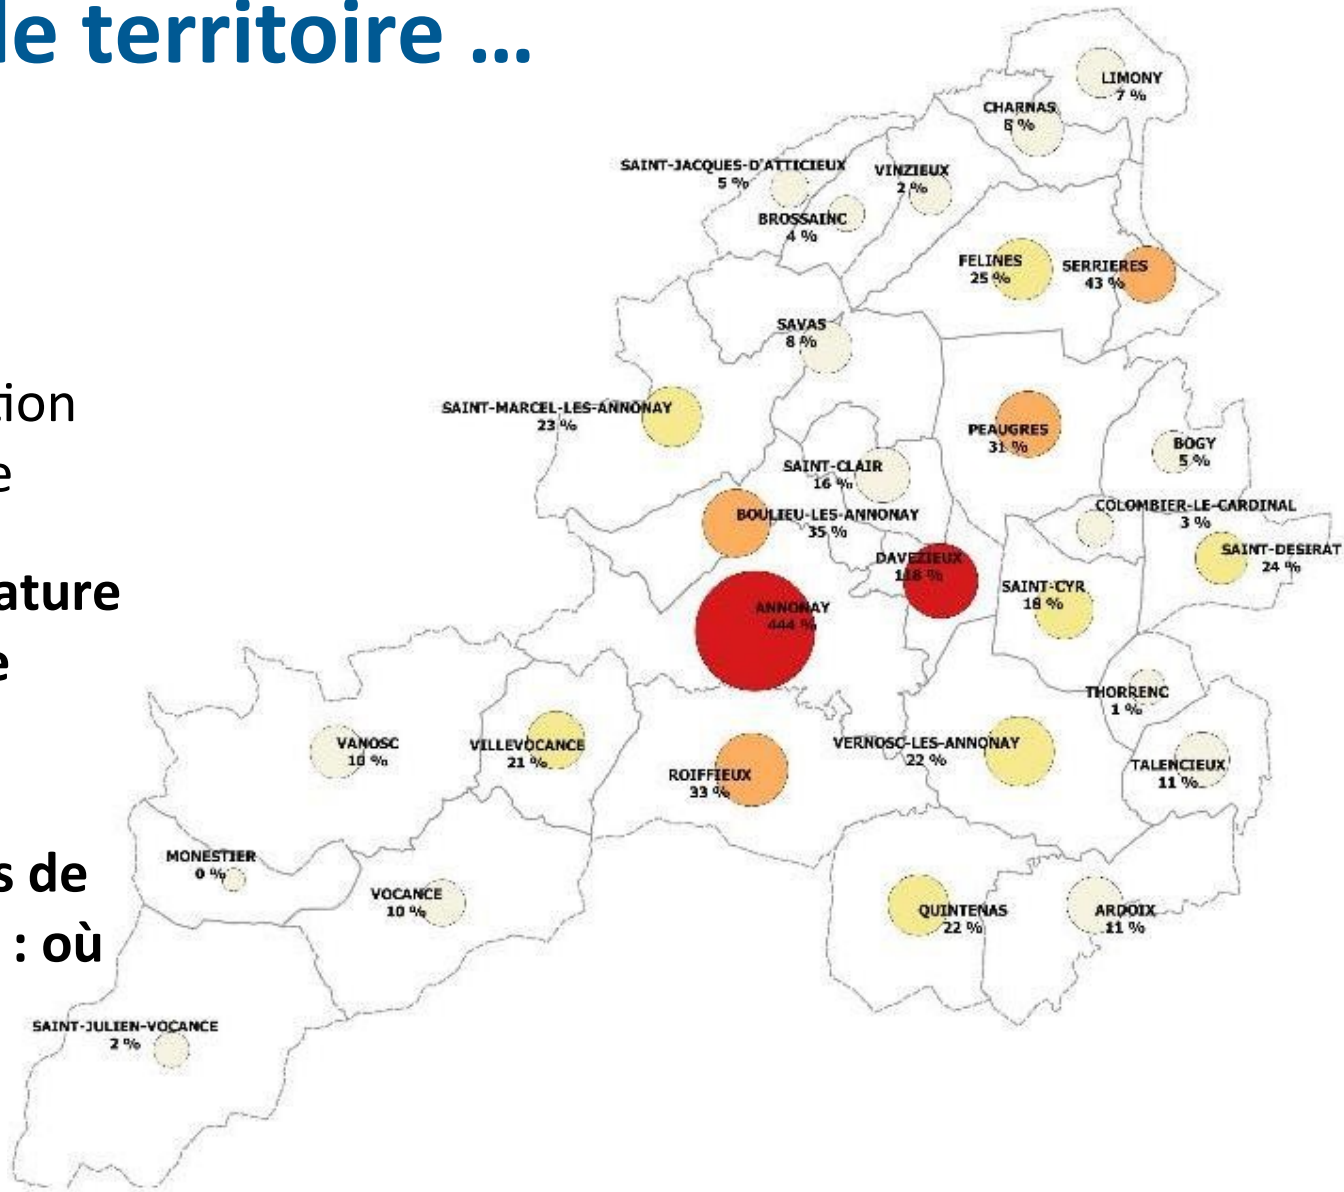 le territoire ...
tion
e
ature
e
s de
: où
LIMONY
7 %
CHARNAS
6 %
SAINT-JACQUES-D'ATTICIEUX
5 %
VINZIEUX
2 %
BROSSAINC
4 %
FELINES
25 %
SERRIERES
43 %
SAVAS
8 %
SAINT-MARCEL-LES-ANNONAY
23 %
PEAUGRES
31 %
BOGY
5 %
SAINT-CLAIR
16 %
COLOMBIER-LE-CARDINAL
3 %
BOULIEU-LES-ANNONAY
35 %
SAINT-DESIRAT
24 %
DAVEZIEUX
118 %
SAINT-CYR
18 %
ANNONAY
444 %
THORRENC
1 %
VANOSC
10 %
VILLEVOCANCE
21 %
VERNOSC-LES-ANNONAY
22 %
TALENCIEUX
11 %
ROIFFIEUX
33 %
MONESTIER
0 %
VOCANCE
10 %
QUINTENAS
22 %
ARDOIX
11 %
SAINT-JULIEN-VOCANCE
2 %